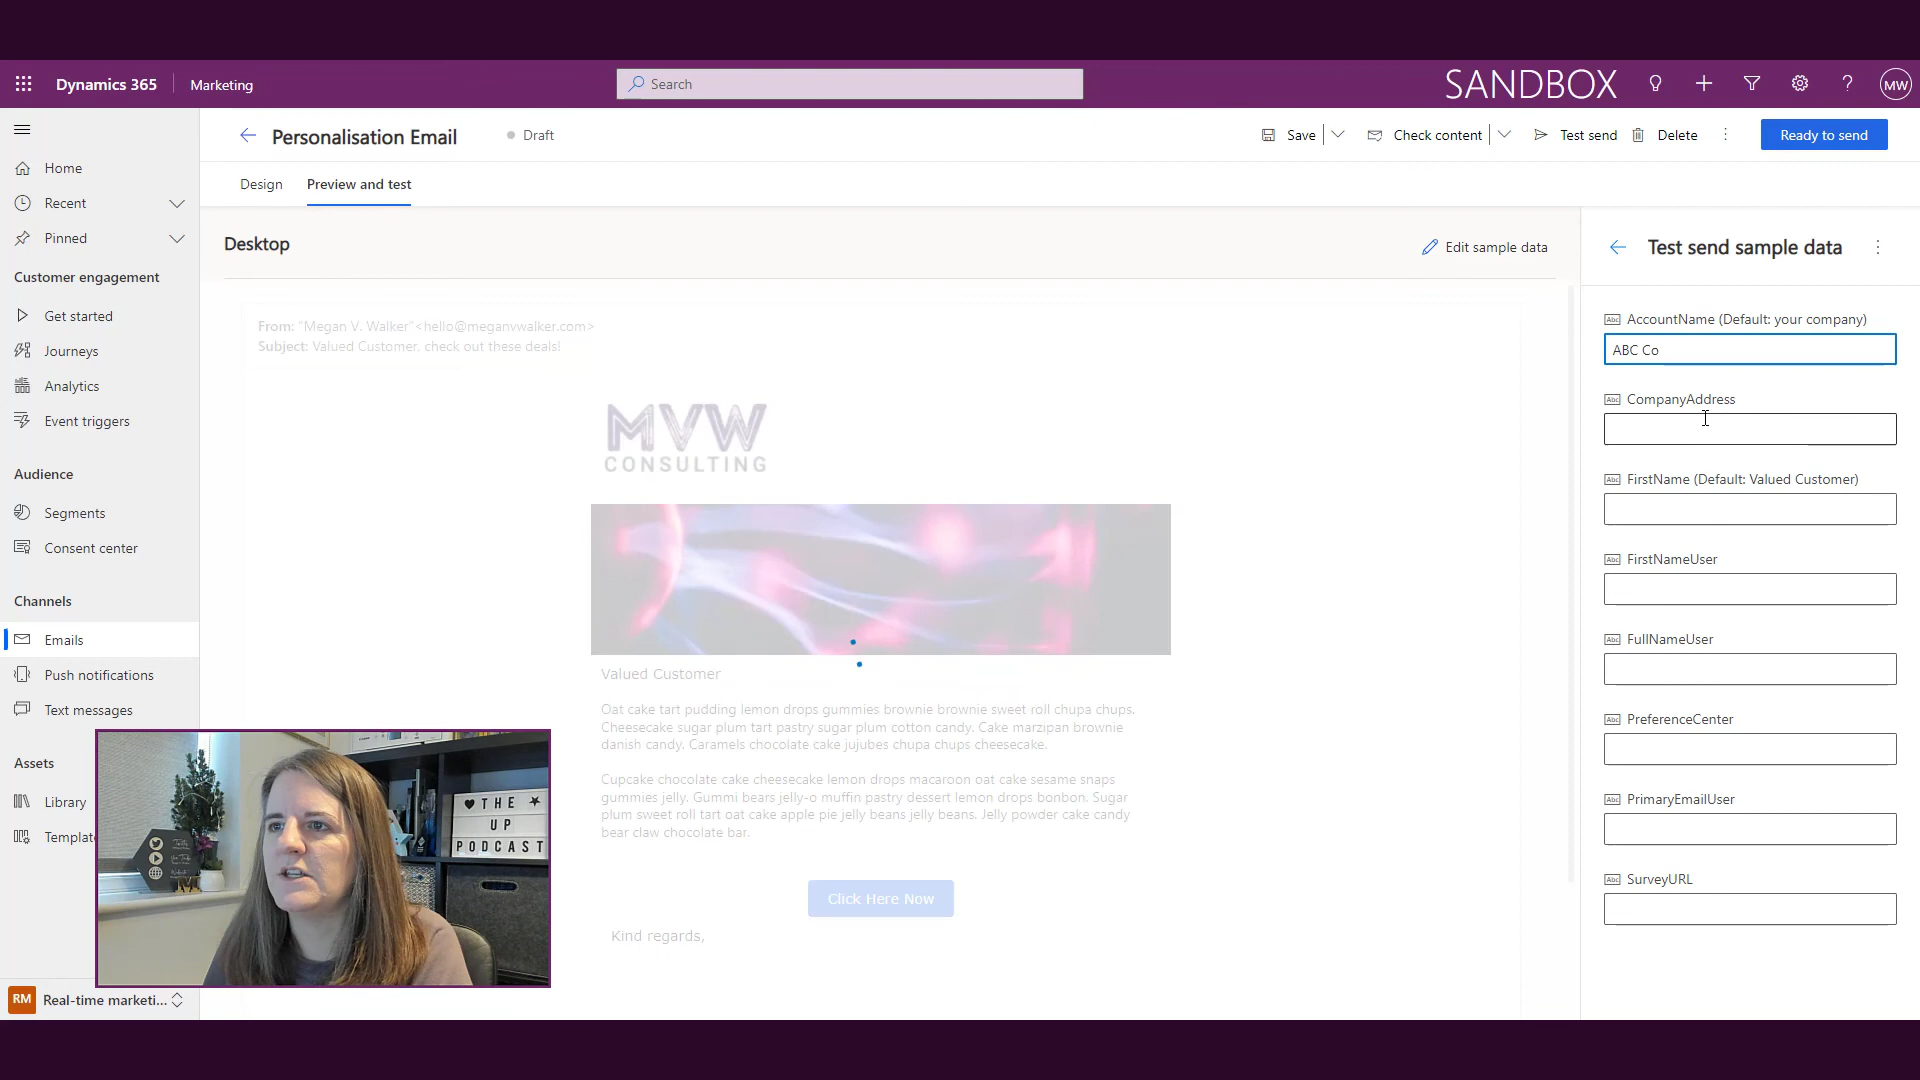 Dynamics 365
Marketing
Search
SANDBOX
MW
Personalisation Email
Draft
Save
Check content
Test send
Delete
Ready to send
Home
Recent
Pinned
Customer engagement
Get started
Journeys
Analytics
Event triggers
Audience
Segments
Consent center
Channels
Emails
Push notifications
Text messages
Assets
Library
Templat
RM
Real-time marketi...
Design
Preview and test
Desktop
Edit sample data
From: "Megan V. Walker"<hello@meganvwalker.com>
Subject: Valued Customer, check out these deals!
MVW
CONSULTING
Valued Customer
Oat cake tart pudding lemon drops gummies brownie brownie sweet roll chupa chups.
Cheesecake sugar plum tart pastry sugar plum cotton candy. Cake marzipan brownie
danish candy. Caramels chocolate cake jujubes chupa chups cheesecake.
Cupcake chocolate cake cheesecake lemon drops macaroon oat cake sesame snaps
gummies jelly. Gummi bears jelly-o muffin pastry dessert lemon drops bonbon. Sugar
plum sweet roll tart oat cake apple pie jelly beans jelly beans. Jelly powder cake candy
bear claw chocolate bar.
Click Here Now
Kind regards,
THE
UP
PODCAST
Test send sample data
Abc AccountName (Default: your company)
ABC Co
Abc CompanyAddress
Abc FirstName (Default: Valued Customer)
Abc FirstNameUser
Abc FullNameUser
Abc PreferenceCenter
Abc PrimaryEmailUser
Abc SurveyURL